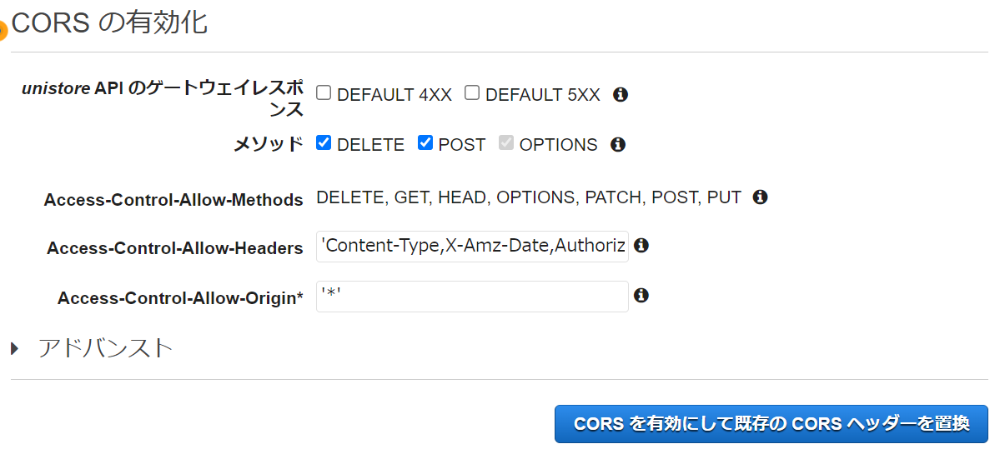 CORS の有効化
unistore API のゲートウェイレスポ
ンス
DEFAULT 4XX DEFAULT 5XX
メソッド DELETE POST OPTIONS
Access-Control-Allow-Methods DELETE, GET, HEAD, OPTIONS, PATCH, POST, PUT
Access-Control-Allow-Headers 'Content-Type,X-Amz-Date,Authoriz
Access-Control-Allow-Origin* '*'
アドバンスト
CORS を有効にして既存の CORS ヘッダーを置換